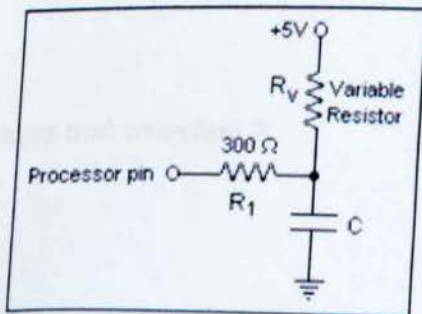 +5V
Rv Variable
Resistor
300 Ω
Processor pin
R1
C